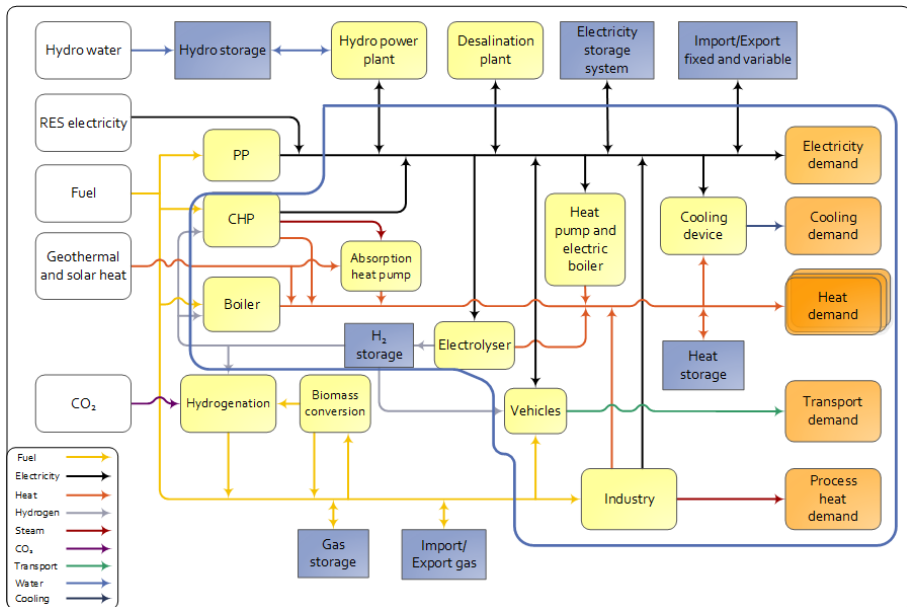 Hydro water
Hydro storage
Hydro power
plant
Desalination
plant
Electricity
storage
system
Import/Export
fixed and variable
RES electricity
PP
Electricity
demand
Fuel
CHP
Heat
pump and
electric
boiler
Cooling
device
Cooling
demand
Geothermal
and solar heat
Absorption
heat pump
Boiler
Heat
demand
H₂
storage
Electrolyser
Heat
storage
CO₂
Hydrogenation
Biomass
conversion
Vehicles
Transport
demand
Fuel
Electricity
Heat
Hydrogen
Steam
CO₂
Transport
Water
Cooling
Industry
Process
heat
demand
Gas
storage
Import/
Export gas